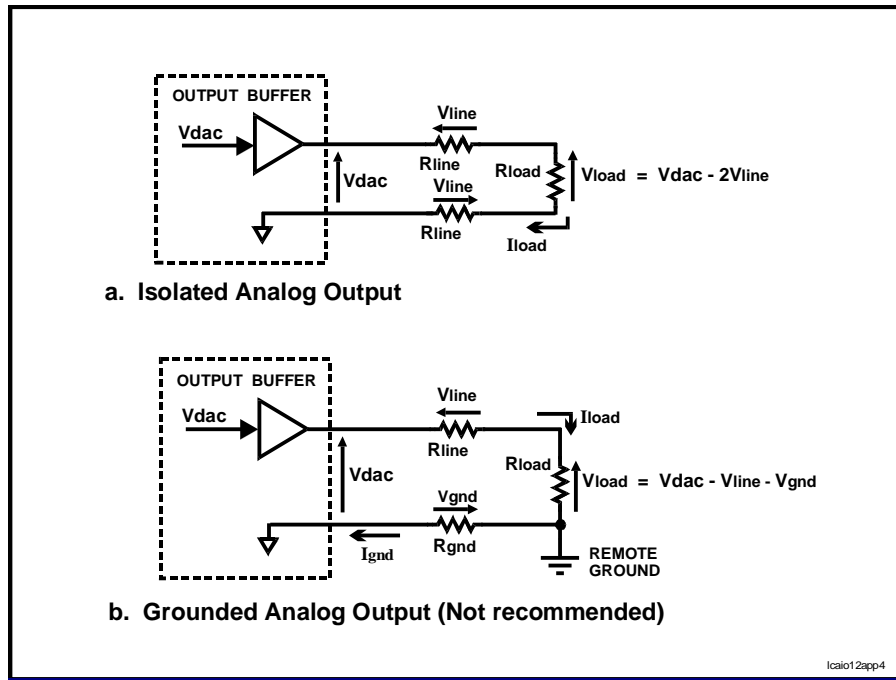 OUTPUT BUFFER
Vdac
Vline
Rline
Vdac
Rload
Vload = Vdac - 2Vline
Vline
Rline
Iload
a. Isolated Analog Output
OUTPUT BUFFER
Vdac
Vline
Iload
Rline
Vdac
Rload
Vload = Vdac - Vline - Vgnd
Vgnd
Rgnd
Ignd
REMOTE
GROUND
b. Grounded Analog Output (Not recommended)
lcaio12app4